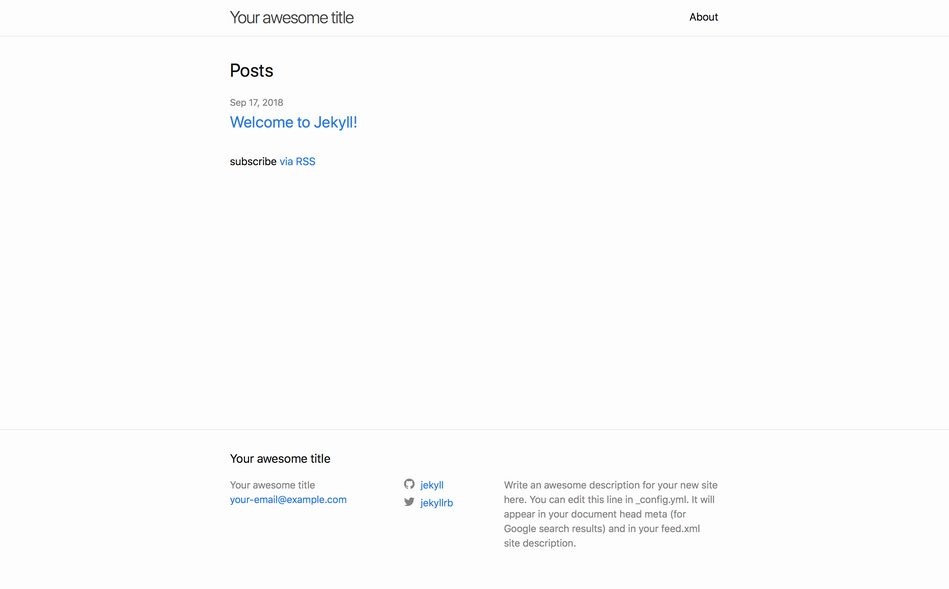 Your awesome title
About
Posts
Sep 17, 2018
Welcome to Jekyll!
subscribe via RSS
Your awesome title
Your awesome title
your-email@example.com
jekyll
jekyllrb
Write an awesome description for your new site
here. You can edit this line in _config.yml. It will
appear in your document head meta (for
Google search results) and in your feed.xml
site description.